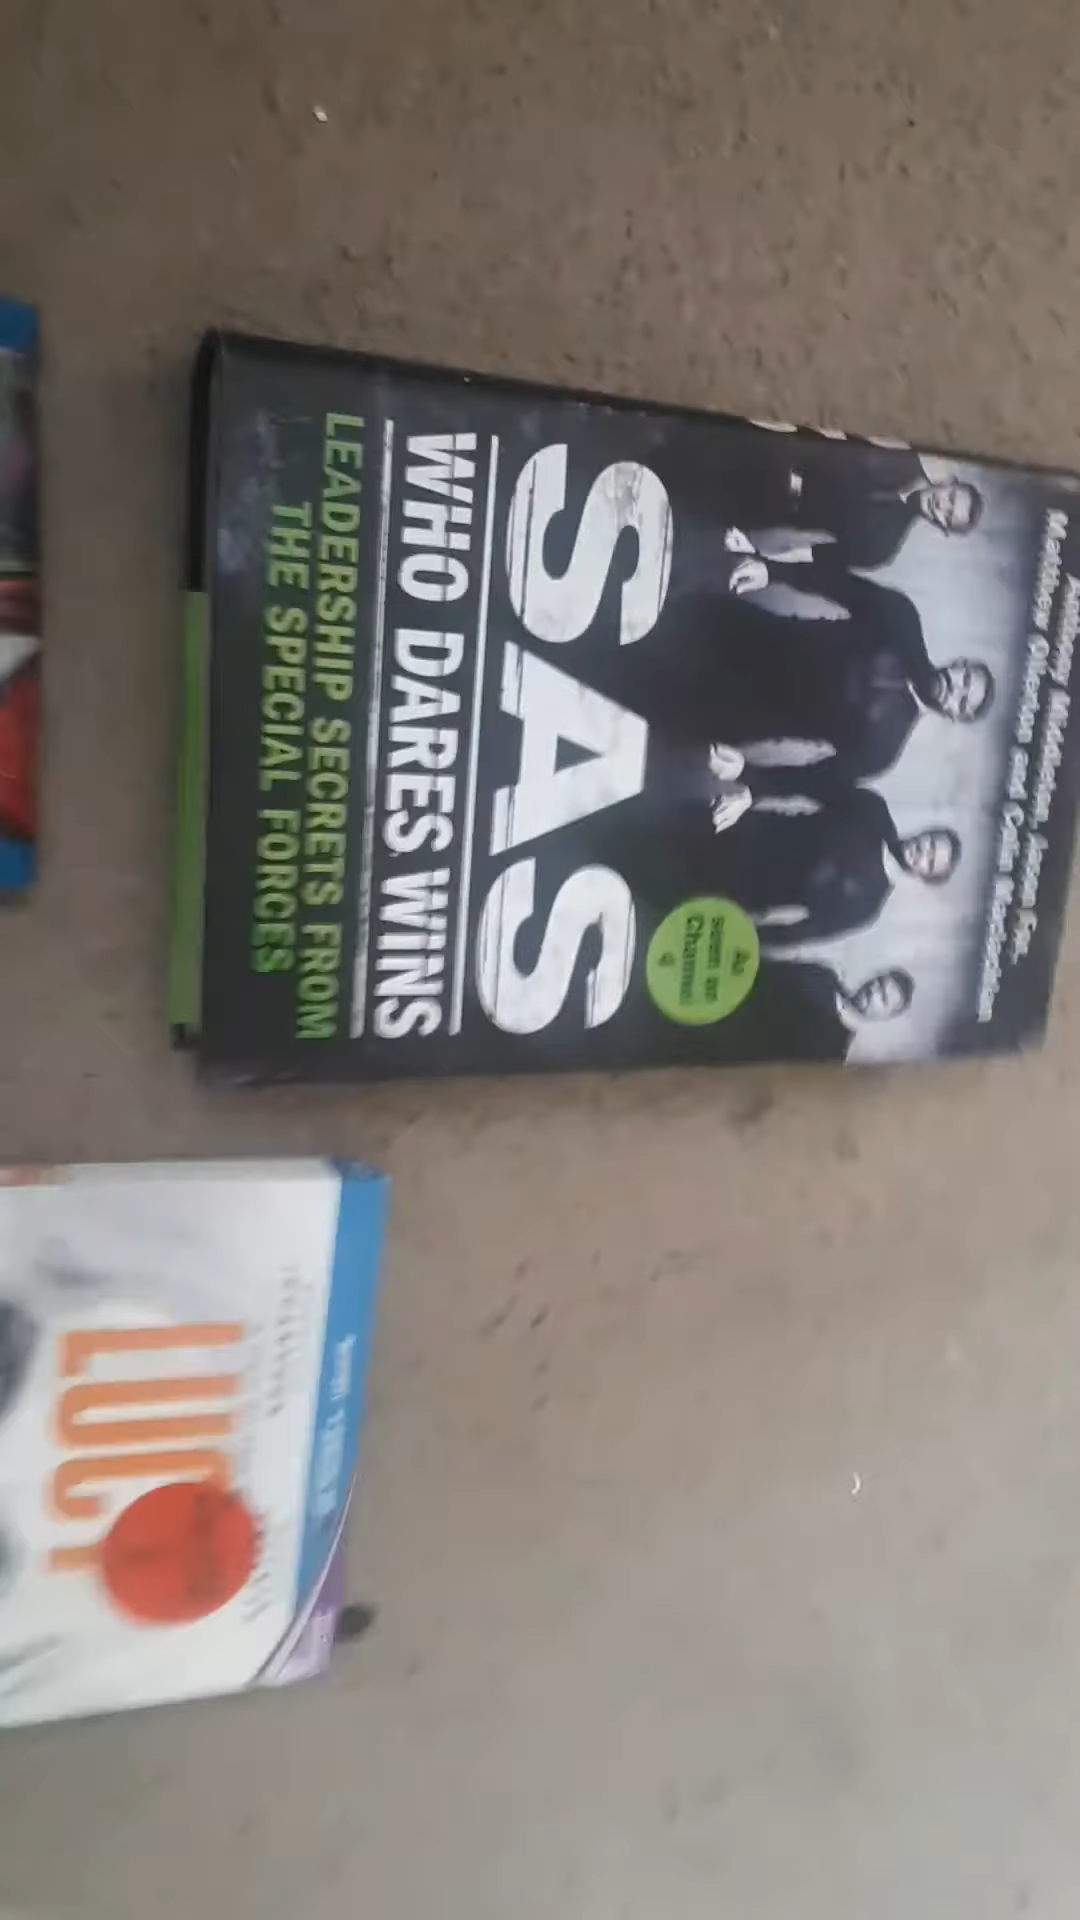 Anthony Middleton, Jason Fox,
Matthew Ollerton and Colin Maclachlan
As
seen on
Channel
4
SAS
WHO DARES WINS
LEADERSHIP SECRETS FROM
THE SPECIAL FORCES
LUCY